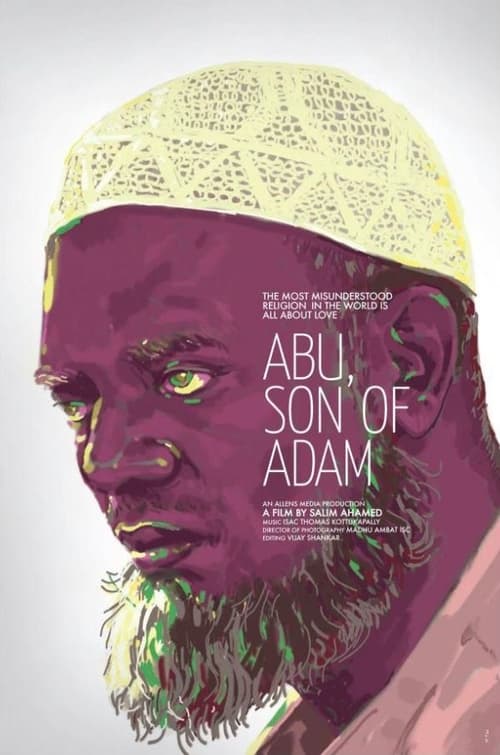 THE MOST MISUNDERSTOOD
RELIGION IN THE WORLD IS
ALL ABOUT LOVE
ABU,
SON OF
ADAM
AN ALLENS MEDIA PRODUCTION
A FILM BY SALIM AHAMED
MUSIC ISAC THOMAS KOTTUKAPALLY
DIRECTOR OF PHOTOGRAPHY MADHU AMBAT ISC
EDITING VIJAY SHANKAR